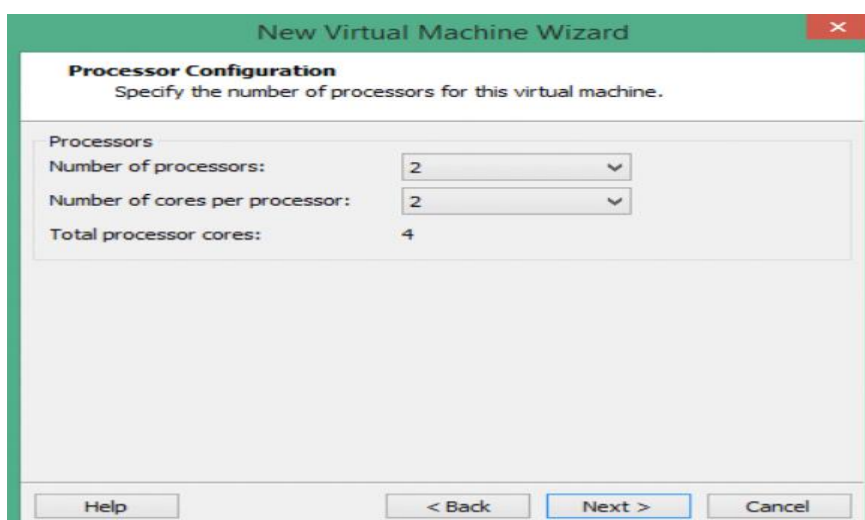 New Virtual Machine Wizard
Processor Configuration
Specify the number of processors for this virtual machine.
Processors
Number of processors: 2
Number of cores per processor: 2
Total processor cores: 4
Help < Back Next > Cancel